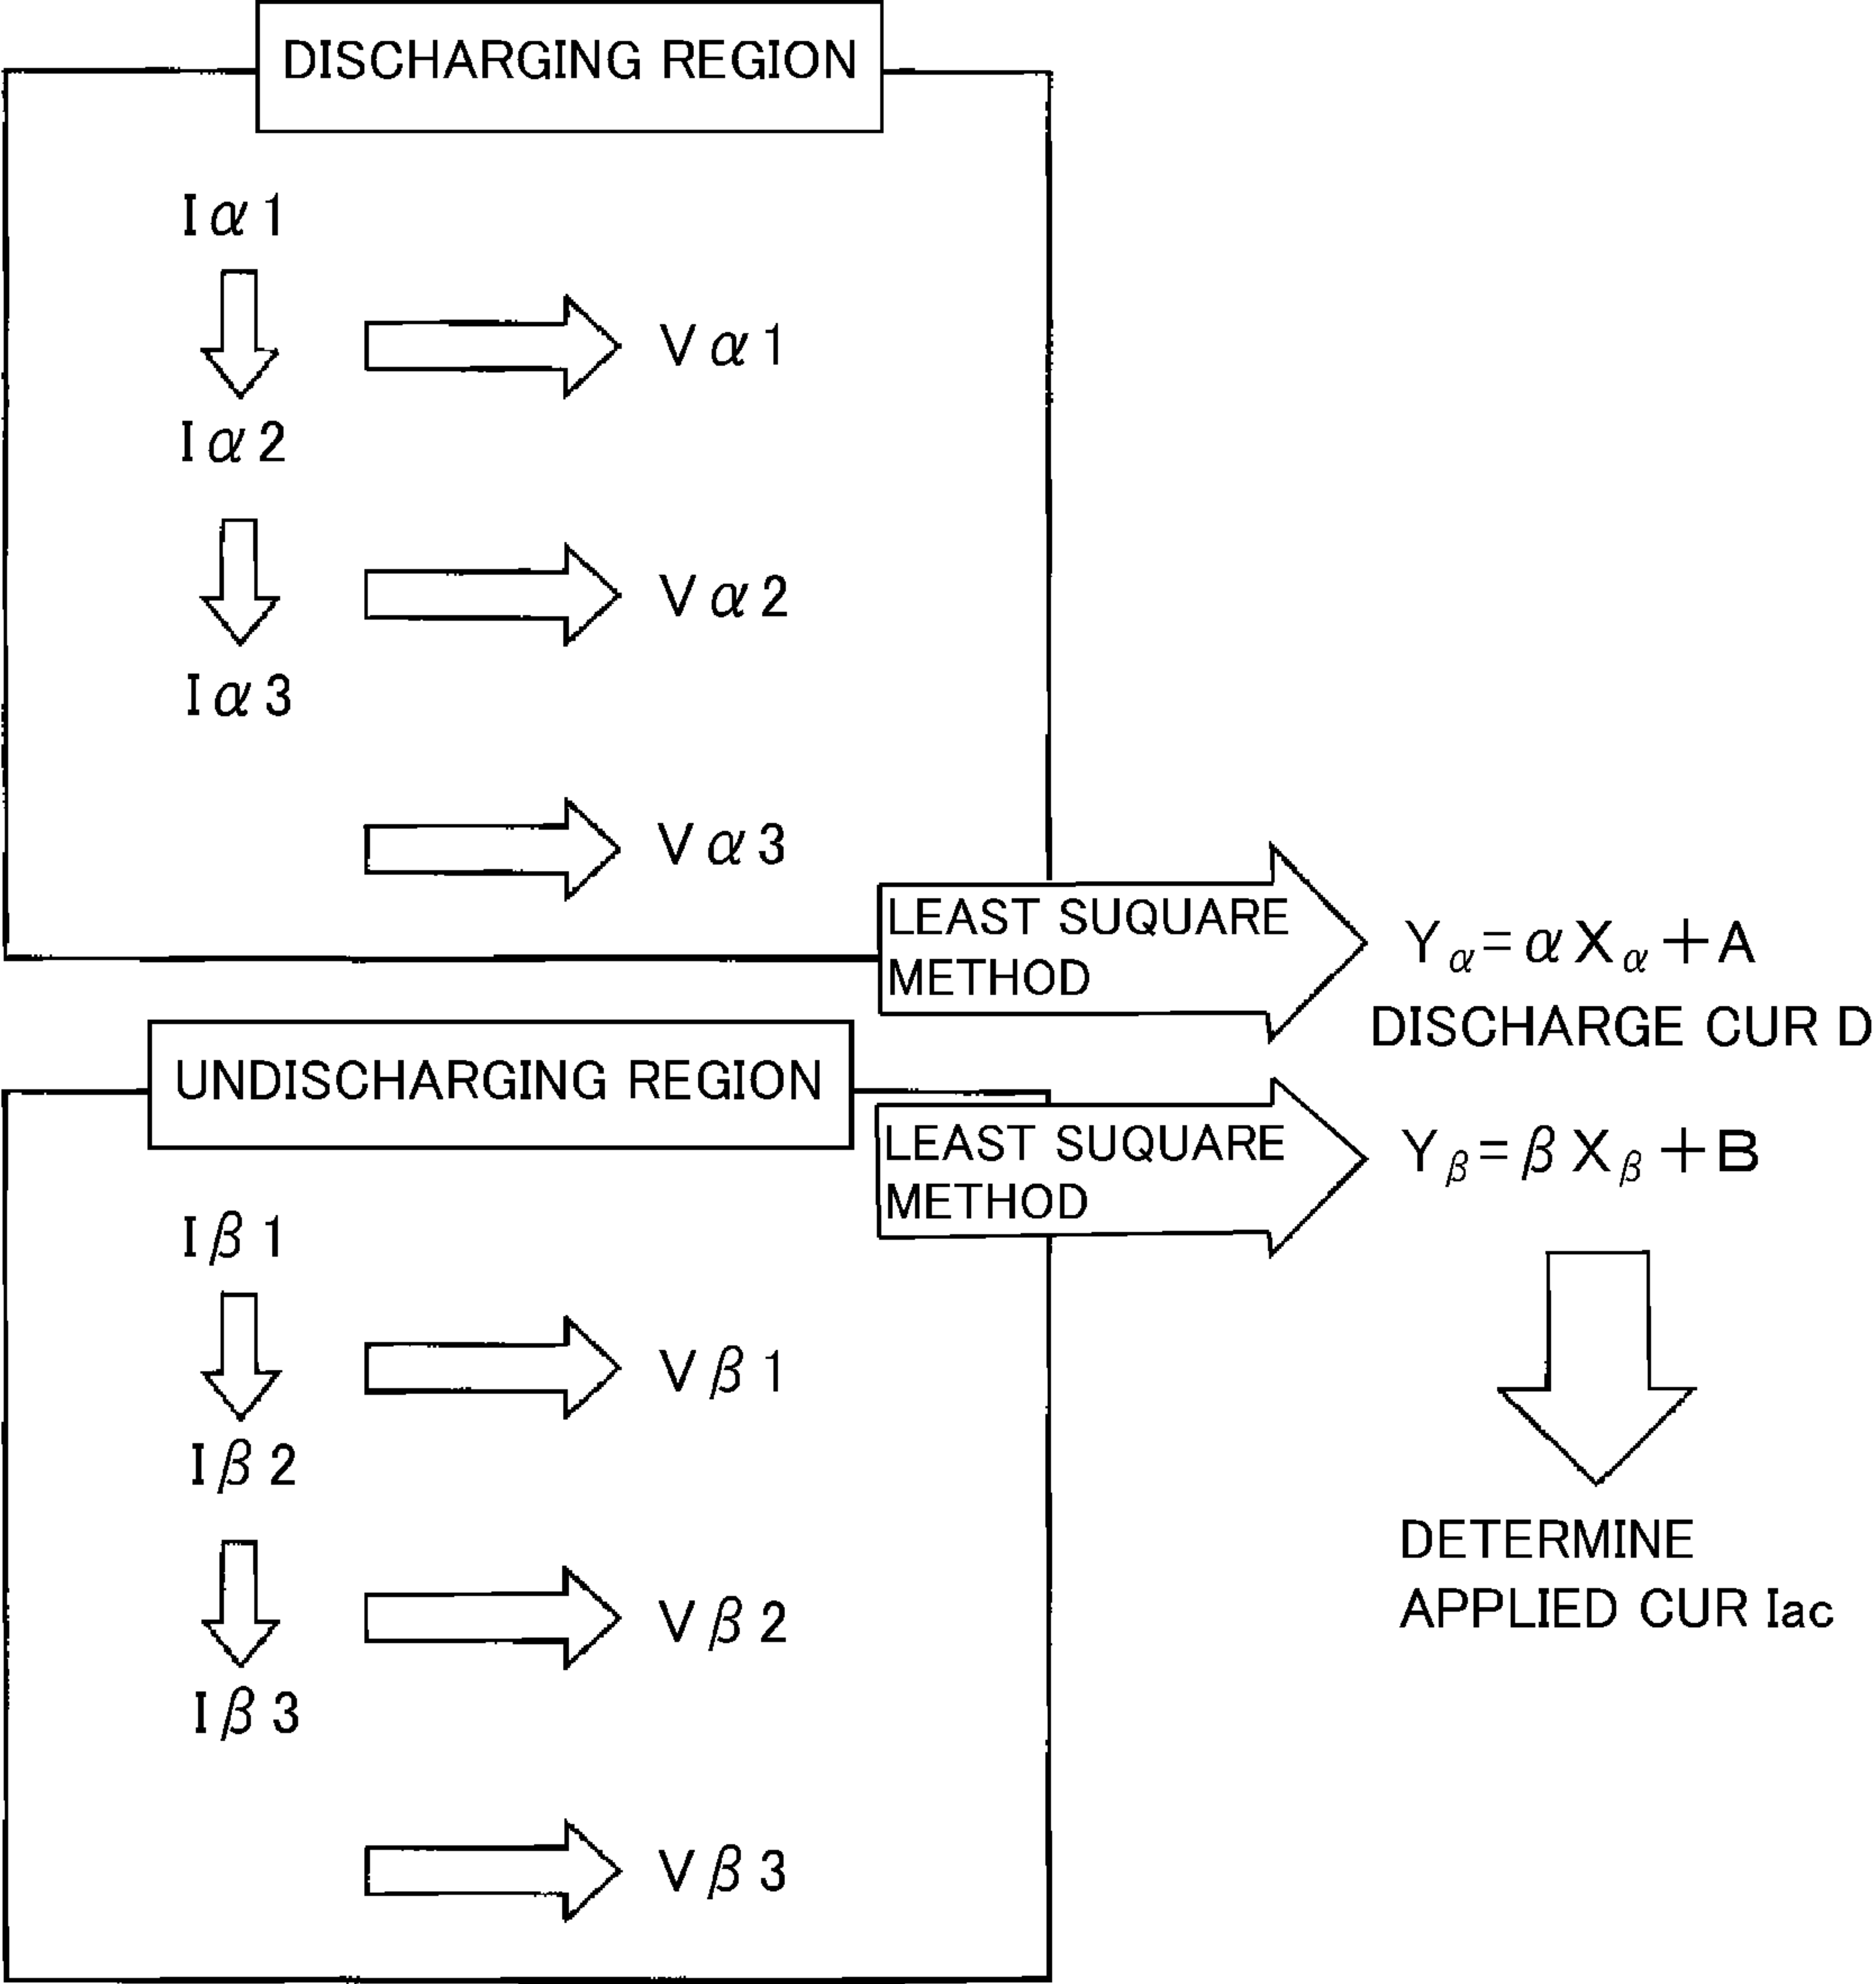 DISCHARGING REGION
Iα1
Vα1
Iα2
Vα2
Iα3
Vα3
LEAST SUQUARE
METHOD
Yα=αXα+A
DISCHARGE CUR D
UNDISCHARGING REGION
LEAST SUQUARE
METHOD
Yβ=βXβ+B
Iβ1
Vβ1
Iβ2
Vβ2
Iβ3
Vβ3
DETERMINE
APPLIED CUR Iac